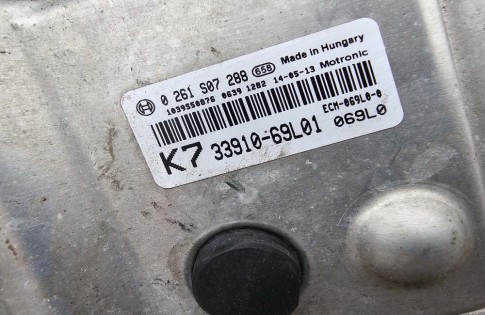 0 261 S07 288 658 Made in Hungary
1039S50876 0639 1202 14-05-13 Motronic
ECM-069L0-0
K7 33910-69L01 069L0